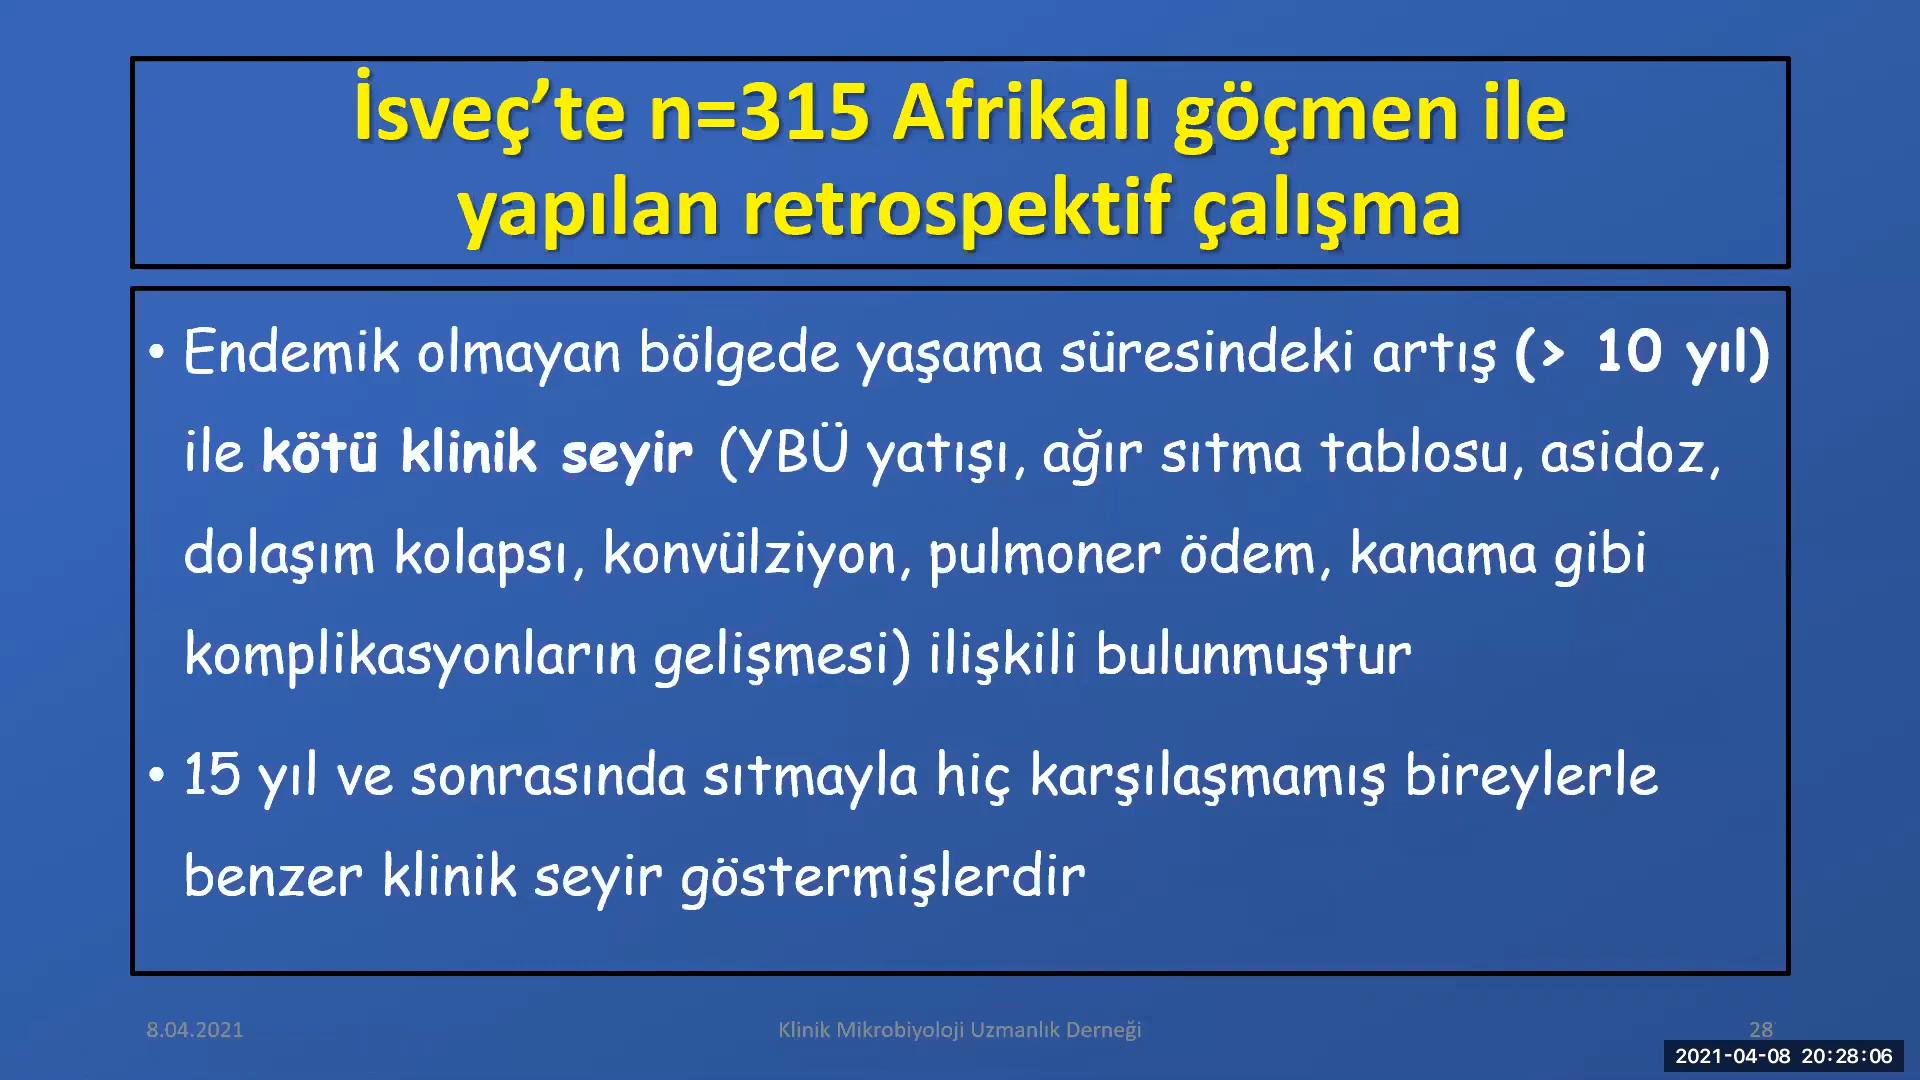 İsveç’te n=315 Afrikalı göçmen ile
yapılan retrospektif çalışma
• Endemik olmayan bölgede yaşama süresindeki artış (> 10 yıl)
ile kötü klinik seyir (YBÜ yatışı, ağır sıtma tablosu, asidoz,
dolaşım kolapsı, konvülziyon, pulmoner ödem, kanama gibi
komplikasyonların gelişmesi) ilişkili bulunmuştur
• 15 yıl ve sonrasında sıtmayla hiç karşılaşmamış bireylerle
benzer klinik seyir göstermişlerdir
8.04.2021
Klinik Mikrobiyoloji Uzmanlık Derneği
28
2021-04-08 20:28:06